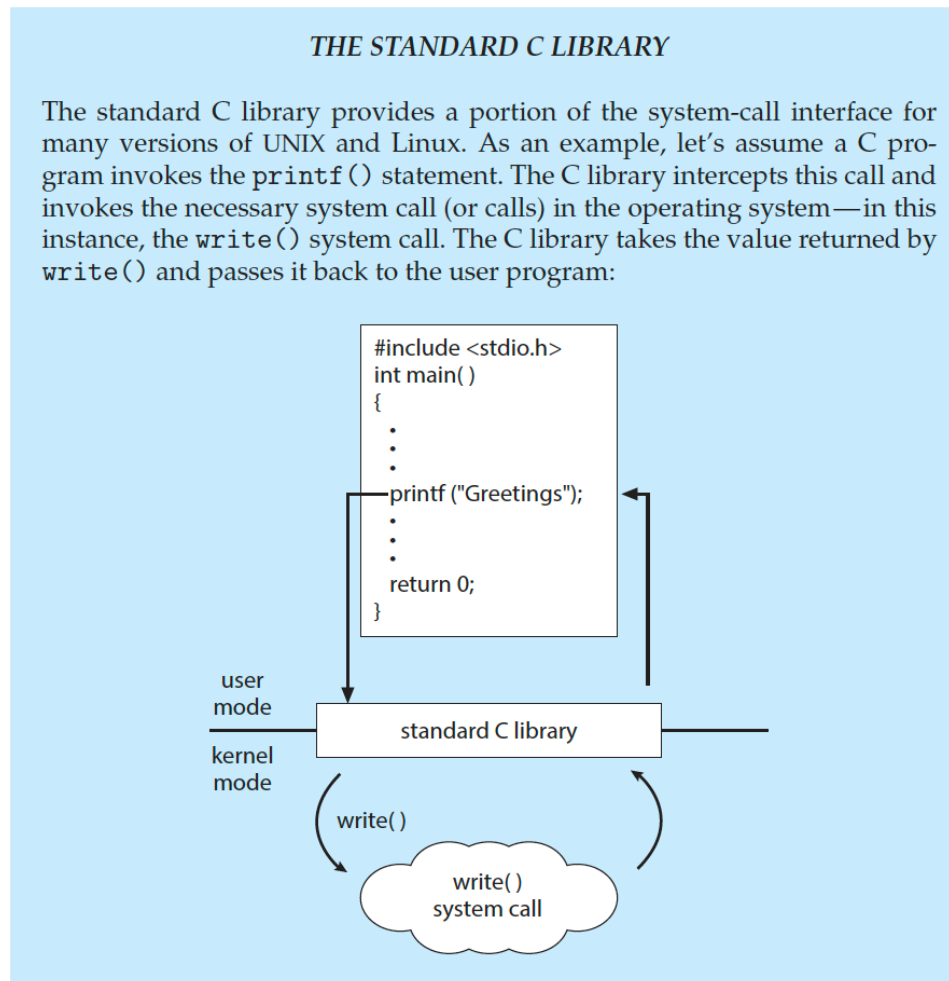 THE STANDARD C LIBRARY
The standard C library provides a portion of the system-call interface for
many versions of UNIX and Linux. As an example, let's assume a C pro-
gram invokes the printf() statement. The C library intercepts this call and
invokes the necessary system call (or calls) in the operating system—in this
instance, the write() system call. The C library takes the value returned by
write() and passes it back to the user program:
#include <stdio.h>
int main( )
{
.
.
.
printf ("Greetings");
.
.
.
return 0;
}
user
mode
standard C library
kernel
mode
write( )
write( )
system call